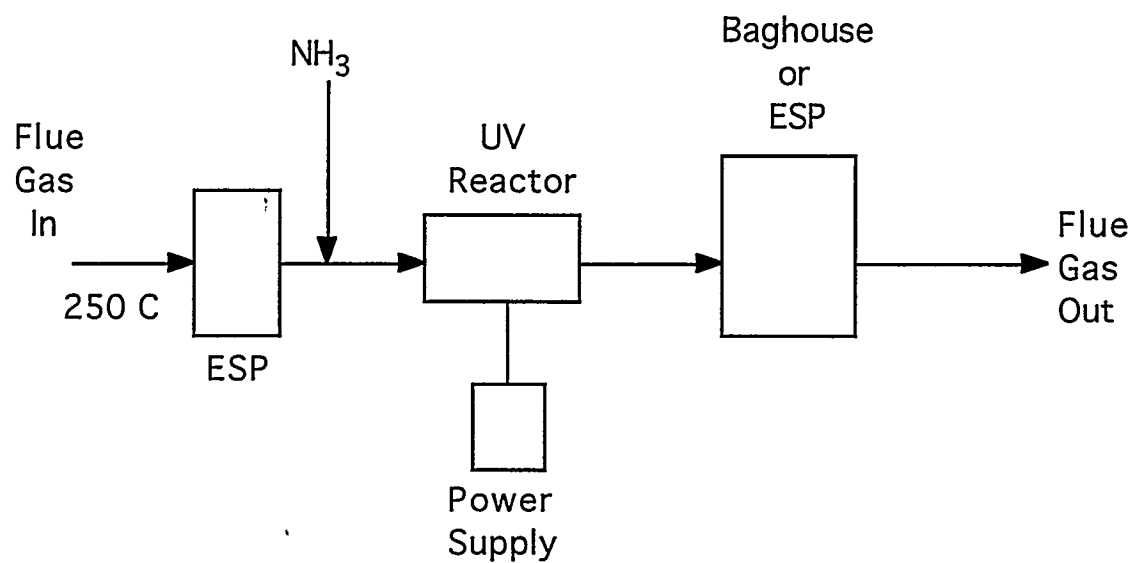 Baghouse
or
ESP
NH3
Flue
Gas
In
UV
Reactor
Flue
Gas
Out
250 C
ESP
Power
Supply